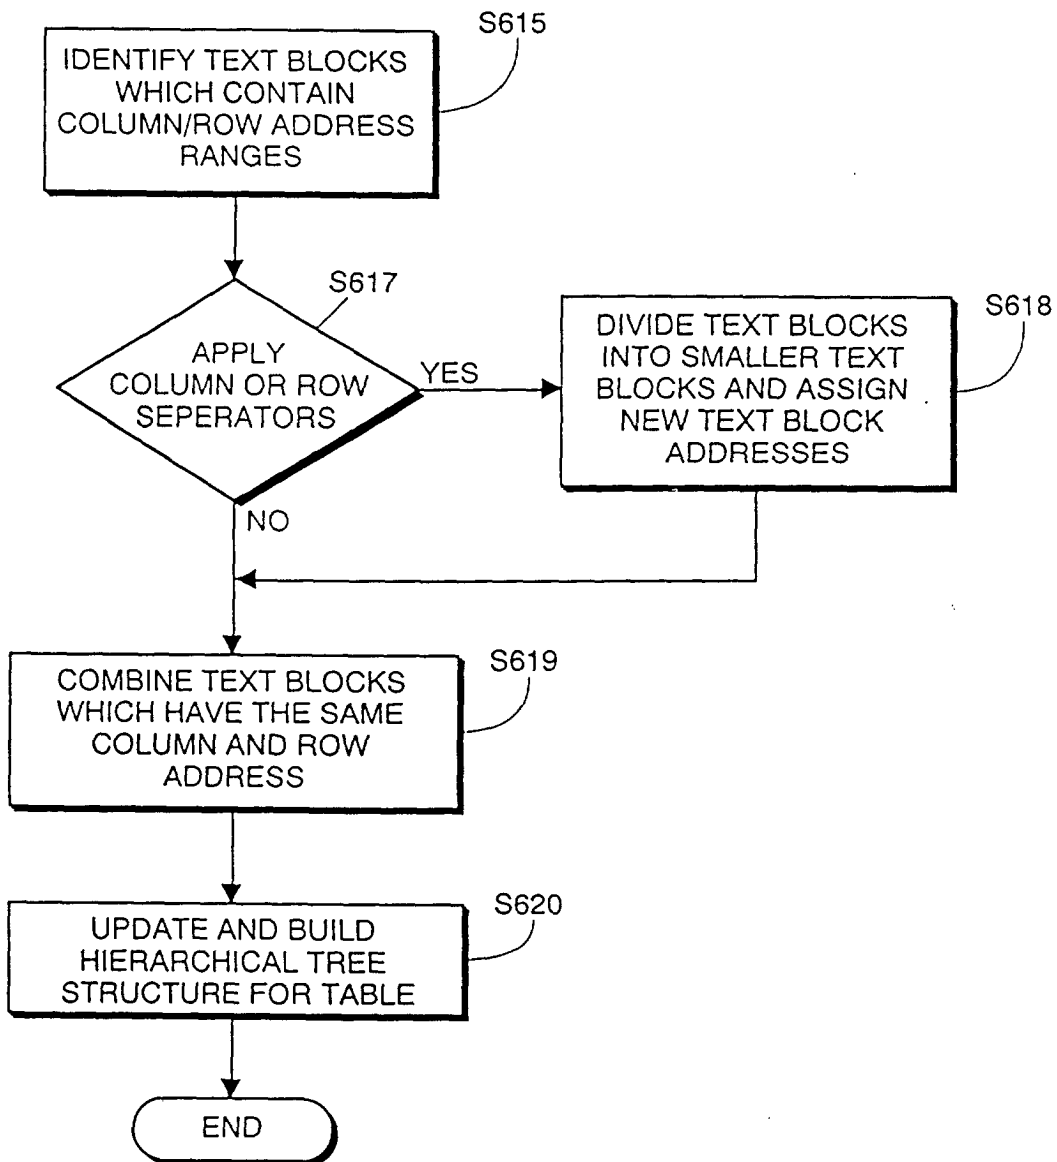 S615
IDENTIFY TEXT BLOCKS
WHICH CONTAIN
COLUMN/ROW ADDRESS
RANGES
S617
APPLY
COLUMN OR ROW
SEPERATORS
YES
S618
DIVIDE TEXT BLOCKS
INTO SMALLER TEXT
BLOCKS AND ASSIGN
NEW TEXT BLOCK
ADDRESSES
NO
S619
COMBINE TEXT BLOCKS
WHICH HAVE THE SAME
COLUMN AND ROW
ADDRESS
S620
UPDATE AND BUILD
HIERARCHICAL TREE
STRUCTURE FOR TABLE
END